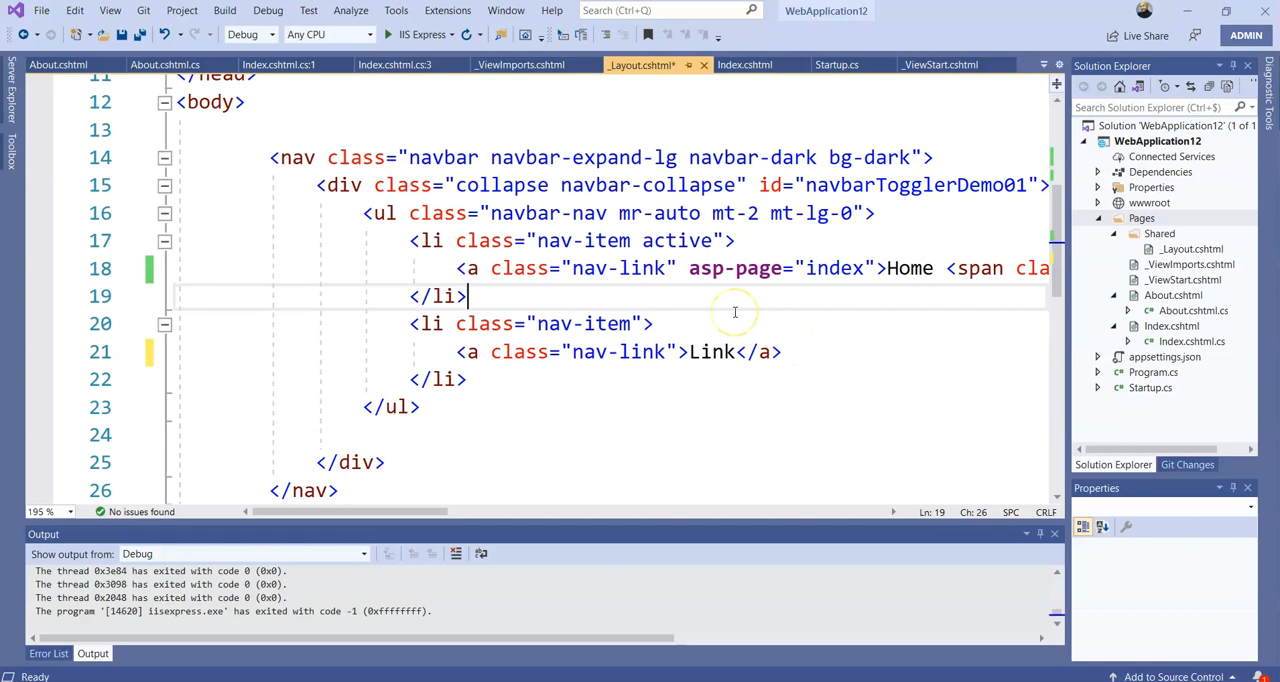 File Edit View Git Project Build Debug Test Analyze Tools Extensions Window Help Search (Ctrl+Q) WebApplication12
Debug Any CPU IIS Express Live Share ADMIN
About.cshtml About.cshtml.cs Index.cshtml.cs:1 Index.cshtml.cs:3 _ViewImports.cshtml _Layout.cshtml* Index.cshtml Startup.cs _ViewStart.cshtml
Server Explorer
Toolbox
12 <body>
13
14 <nav class="navbar navbar-expand-lg navbar-dark bg-dark">
15 <div class="collapse navbar-collapse" id="navbarTogglerDemo01">
16 <ul class="navbar-nav mr-auto mt-2 mt-lg-0">
17 <li class="nav-item active">
18 <a class="nav-link" asp-page="index">Home <span cla
19 </li>
20 <li class="nav-item">
21 <a class="nav-link">Link</a>
22 </li>
23 </ul>
24
25 </div>
26 </nav>
195 % No issues found Ln: 19 Ch: 26 SPC CRLF
Output
Show output from: Debug
The thread 0x3e84 has exited with code 0 (0x0).
The thread 0x3098 has exited with code 0 (0x0).
The thread 0x2048 has exited with code 0 (0x0).
The program '[14620] iisexpress.exe' has exited with code -1 (0xffffffff).
Error List Output
Ready Add to Source Control 1
Solution Explorer
Search Solution Explorer (Ctrl+$)
Solution 'WebApplication12' (1 of 1
WebApplication12
Connected Services
Dependencies
Properties
wwwroot
Pages
Shared
_Layout.cshtml
_ViewImports.cshtml
_ViewStart.cshtml
About.cshtml
About.cshtml.cs
Index.cshtml
Index.cshtml.cs
appsettings.json
Program.cs
Startup.cs
Solution Explorer Git Changes
Properties
Diagnostic Tools